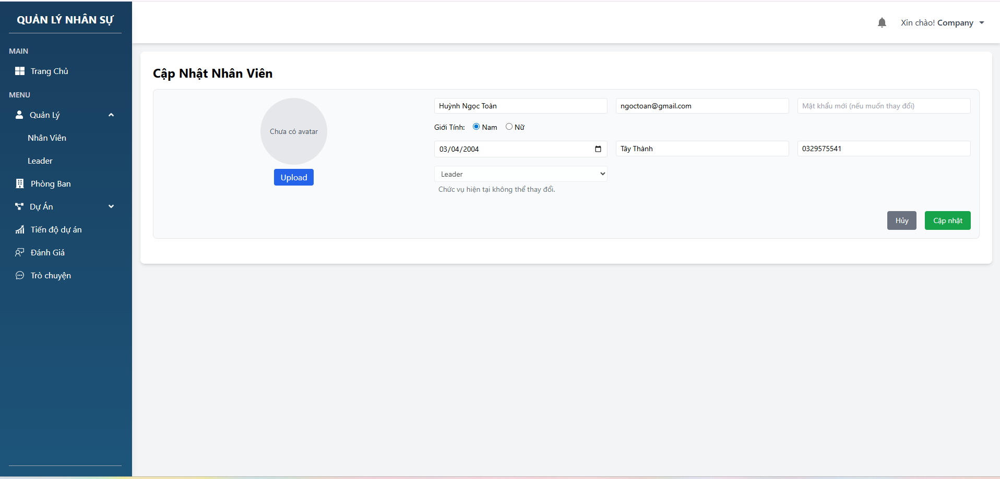 QUẢN LÝ NHÂN SỰ
MAIN
Trang Chủ
MENU
Quản Lý
Nhân Viên
Leader
Phòng Ban
Dự Án
Tiến độ dự án
Đánh Giá
Trò chuyện
Xin chào! Company
Cập Nhật Nhân Viên
Chưa có avatar
Upload
Huỳnh Ngọc Toàn
ngoctoan@gmail.com
Mật khẩu mới (nếu muốn thay đổi)
Giới Tính: Nam Nữ
03/04/2004
Tây Thành
0329575541
Leader
Chức vụ hiện tại không thể thay đổi.
Hủy
Cập nhật